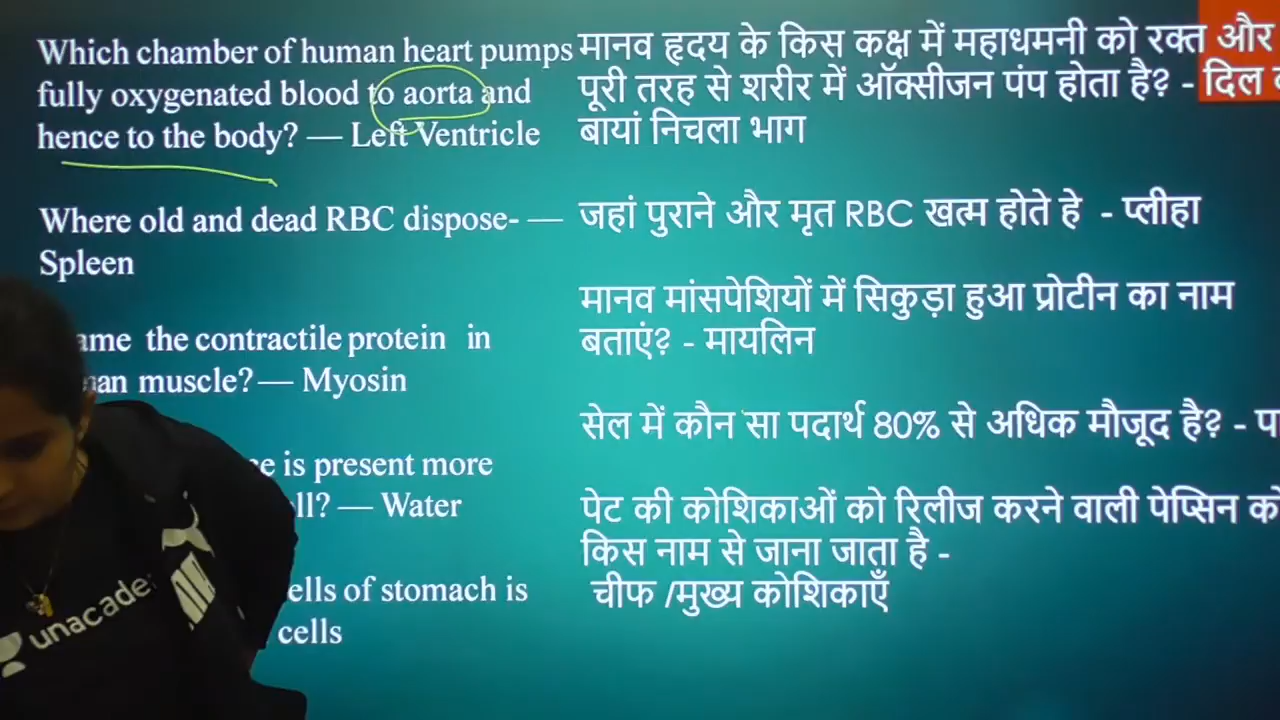 Which chamber of human heart pumps
fully oxygenated blood to aorta and
hence to the body? — Left Ventricle
Where old and dead RBC dispose- —
Spleen
ame the contractile protein in
an muscle? — Myosin
e is present more
ll? — Water
ells of stomach is
cells
मानव हृदय के किस कक्ष में महाधमनी को रक्त और
पूरी तरह से शरीर में ऑक्सीजन पंप होता है? - दिल
बायां निचला भाग
जहां पुराने और मृत RBC खत्म होते हे - प्लीहा
मानव मांसपेशियों में सिकुड़ा हुआ प्रोटीन का नाम
बताएं? - मायलिन
सेल में कौन सा पदार्थ 80% से अधिक मौजूद है? - प
पेट की कोशिकाओं को रिलीज करने वाली पेप्सिन को
किस नाम से जाना जाता है -
चीफ /मुख्य कोशिकाएँ
unacade